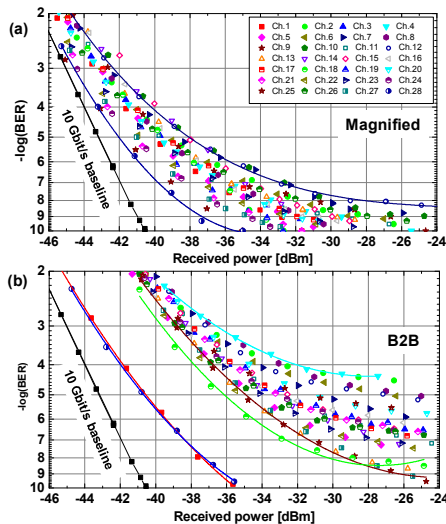 (a)
2
3
4
5
6
7
8
9
10
-log(BER)
10 Gbit/s baseline
Ch.1 Ch.2 Ch.3 Ch.4
Ch.5 Ch.6 Ch.7 Ch.8
Ch.9 Ch.10 Ch.11 Ch.12
Ch.13 Ch.14 Ch.15 Ch.16
Ch.17 Ch.18 Ch.19 Ch.20
Ch.21 Ch.22 Ch.23 Ch.24
Ch.25 Ch.26 Ch.27 Ch.28
Magnified
-46 -44 -42 -40 -38 -36 -34 -32 -30 -28 -26 -24
Received power [dBm]
(b)
2
3
4
5
6
7
8
9
10
-log(BER)
10 Gbit/s baseline
B2B
-46 -44 -42 -40 -38 -36 -34 -32 -30 -28 -26 -24
Received power [dBm]